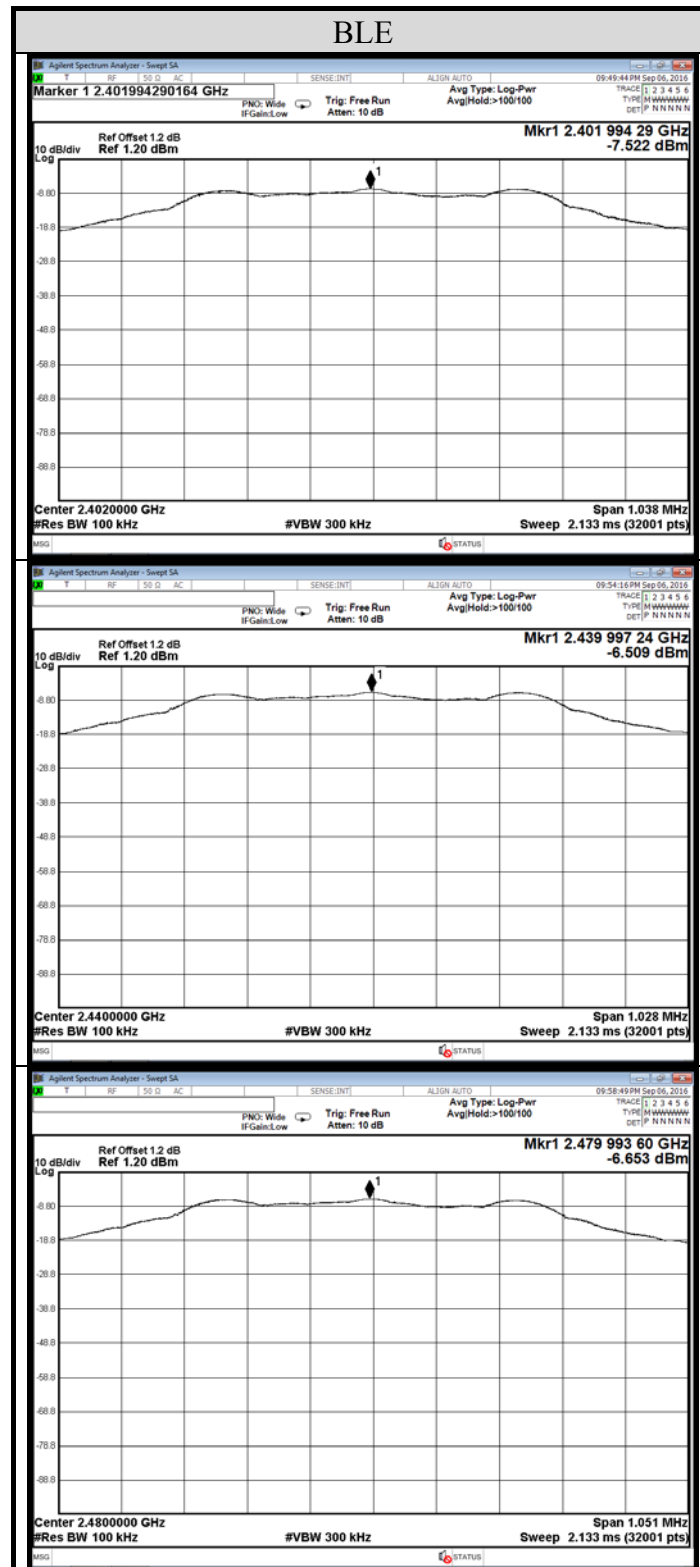 BLE
Agilent Spectrum Analyzer - Swept SA
T RF 50 Ω AC SENSE:INT ALIGN AUTO 09:49:44 PM Sep 06, 2016
Marker 1 2.401994290164 GHz
PNO: Wide
IFGain:Low
Trig: Free Run
Atten: 10 dB
Avg Type: Log-Pwr
Avg|Hold:>100/100
TRACE 1 2 3 4 5 6
TYPE M
DET P N N N N N
Mkr1 2.401 994 29 GHz
-7.522 dBm
Ref Offset 1.2 dB
10 dB/div Ref 1.20 dBm
Log
1
-8.80
-18.8
-28.8
-38.8
-48.8
-58.8
-68.8
-78.8
-88.8
Center 2.4020000 GHz Span 1.038 MHz
#Res BW 100 kHz #VBW 300 kHz Sweep 2.133 ms (32001 pts)
MSG STATUS
Agilent Spectrum Analyzer - Swept SA
T RF 50 Ω AC SENSE:INT ALIGN AUTO 09:54:16 PM Sep 06, 2016
PNO: Wide
IFGain:Low
Trig: Free Run
Atten: 10 dB
Avg Type: Log-Pwr
Avg|Hold:>100/100
TRACE 1 2 3 4 5 6
TYPE M
DET P N N N N N
Mkr1 2.439 997 24 GHz
-6.509 dBm
Ref Offset 1.2 dB
10 dB/div Ref 1.20 dBm
Log
1
-8.80
-18.8
-28.8
-38.8
-48.8
-58.8
-68.8
-78.8
-88.8
Center 2.4400000 GHz Span 1.028 MHz
#Res BW 100 kHz #VBW 300 kHz Sweep 2.133 ms (32001 pts)
MSG STATUS
Agilent Spectrum Analyzer - Swept SA
T RF 50 Ω AC SENSE:INT ALIGN AUTO 09:58:49 PM Sep 06, 2016
PNO: Wide
IFGain:Low
Trig: Free Run
Atten: 10 dB
Avg Type: Log-Pwr
Avg|Hold:>100/100
TRACE 1 2 3 4 5 6
TYPE M
DET P N N N N N
Mkr1 2.479 993 60 GHz
-6.653 dBm
Ref Offset 1.2 dB
10 dB/div Ref 1.20 dBm
Log
1
-8.80
-18.8
-28.8
-38.8
-48.8
-58.8
-68.8
-78.8
-88.8
Center 2.4800000 GHz Span 1.051 MHz
#Res BW 100 kHz #VBW 300 kHz Sweep 2.133 ms (32001 pts)
MSG STATUS